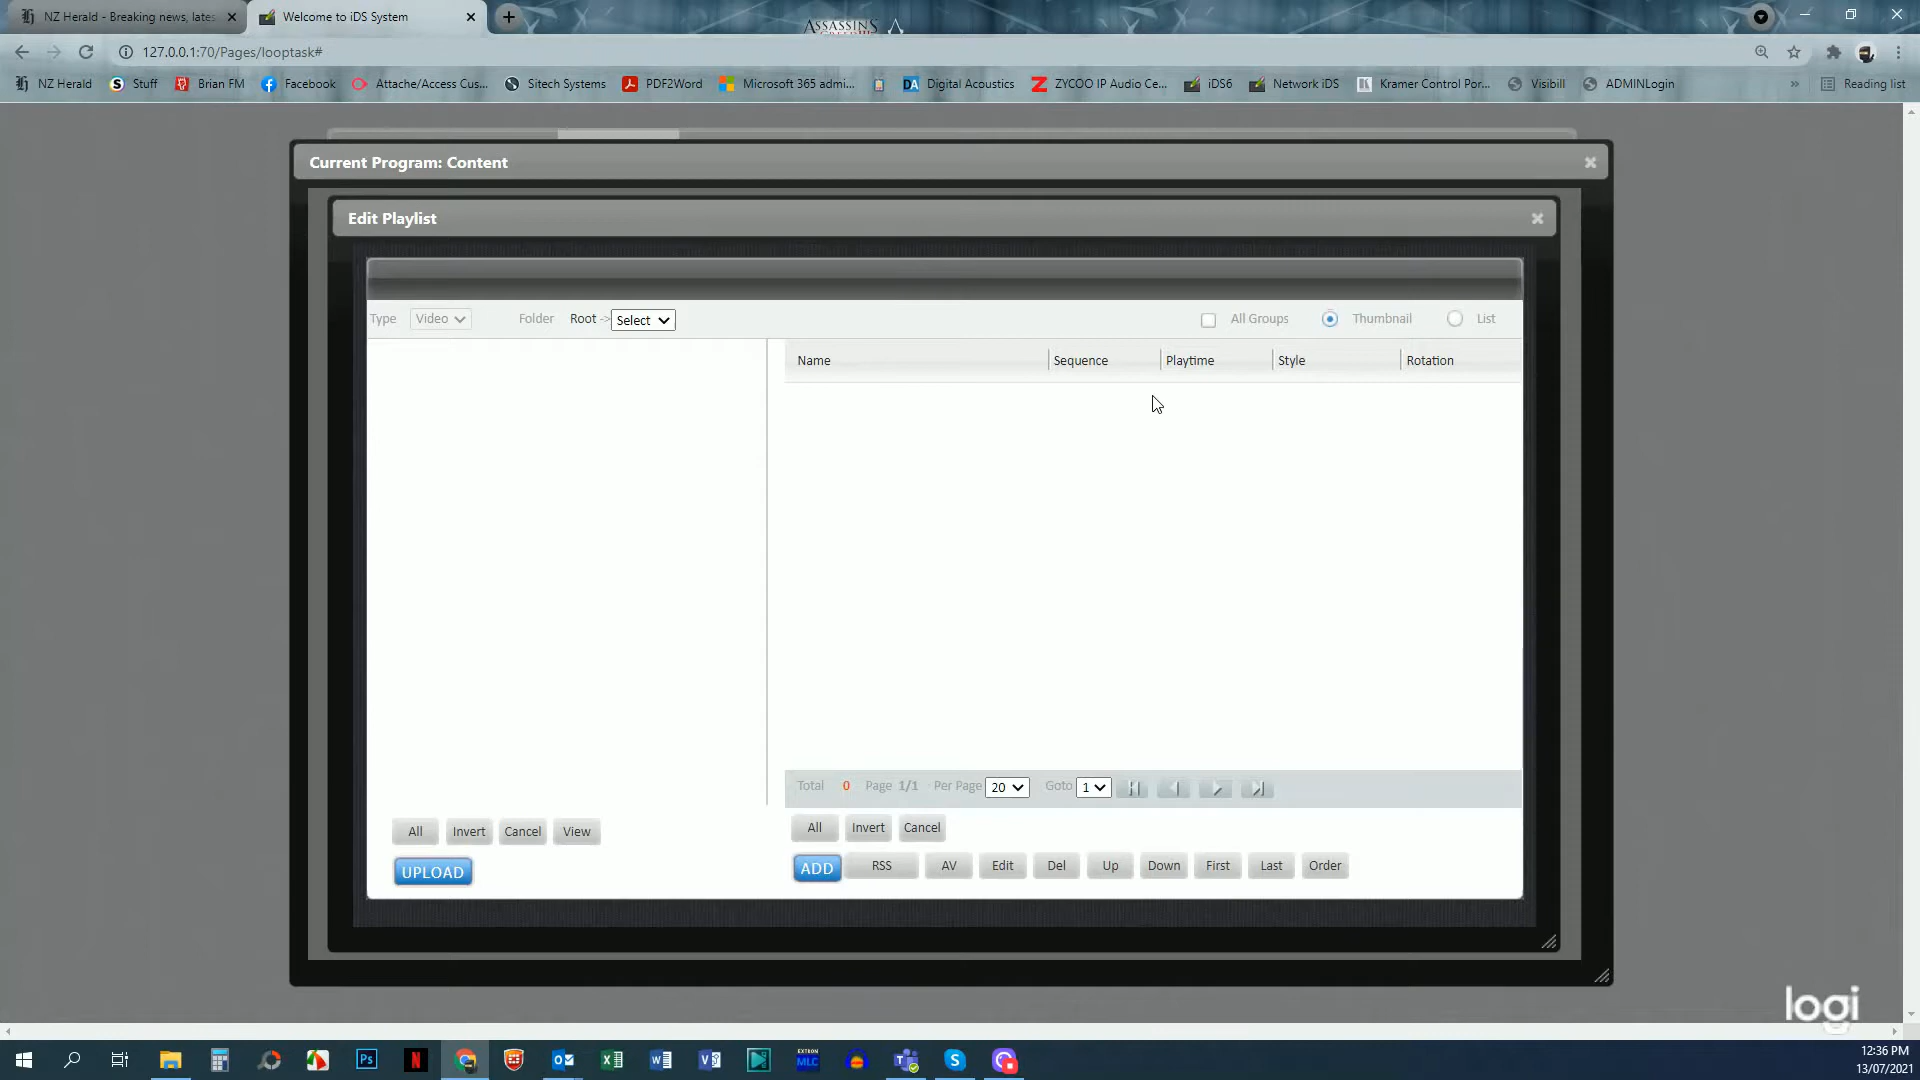 NZ Herald - Breaking news, lates
Welcome to iDS System
ASSASSINS
127.0.0.1:70/Pages/looptask#
NZ Herald
Stuff
Brian FM
Facebook
Attache/Access Cus...
Sitech Systems
PDF2Word
Microsoft 365 admi...
DA Digital Acoustics
ZYCOO IP Audio Ce...
iDS6
Network iDS
Kramer Control Por...
Visibill
ADMINLogin
»
Reading list
Current Program: Content
Edit Playlist
Type Video Folder Root -> Select All Groups Thumbnail List
Name Sequence Playtime Style Rotation
Total 0 Page 1/1 Per Page 20 Goto 1
All Invert Cancel View
All Invert Cancel
UPLOAD
ADD RSS AV Edit Del Up Down First Last Order
logi
Ps
EXTRON
MLC
12:36 PM
13/07/2021